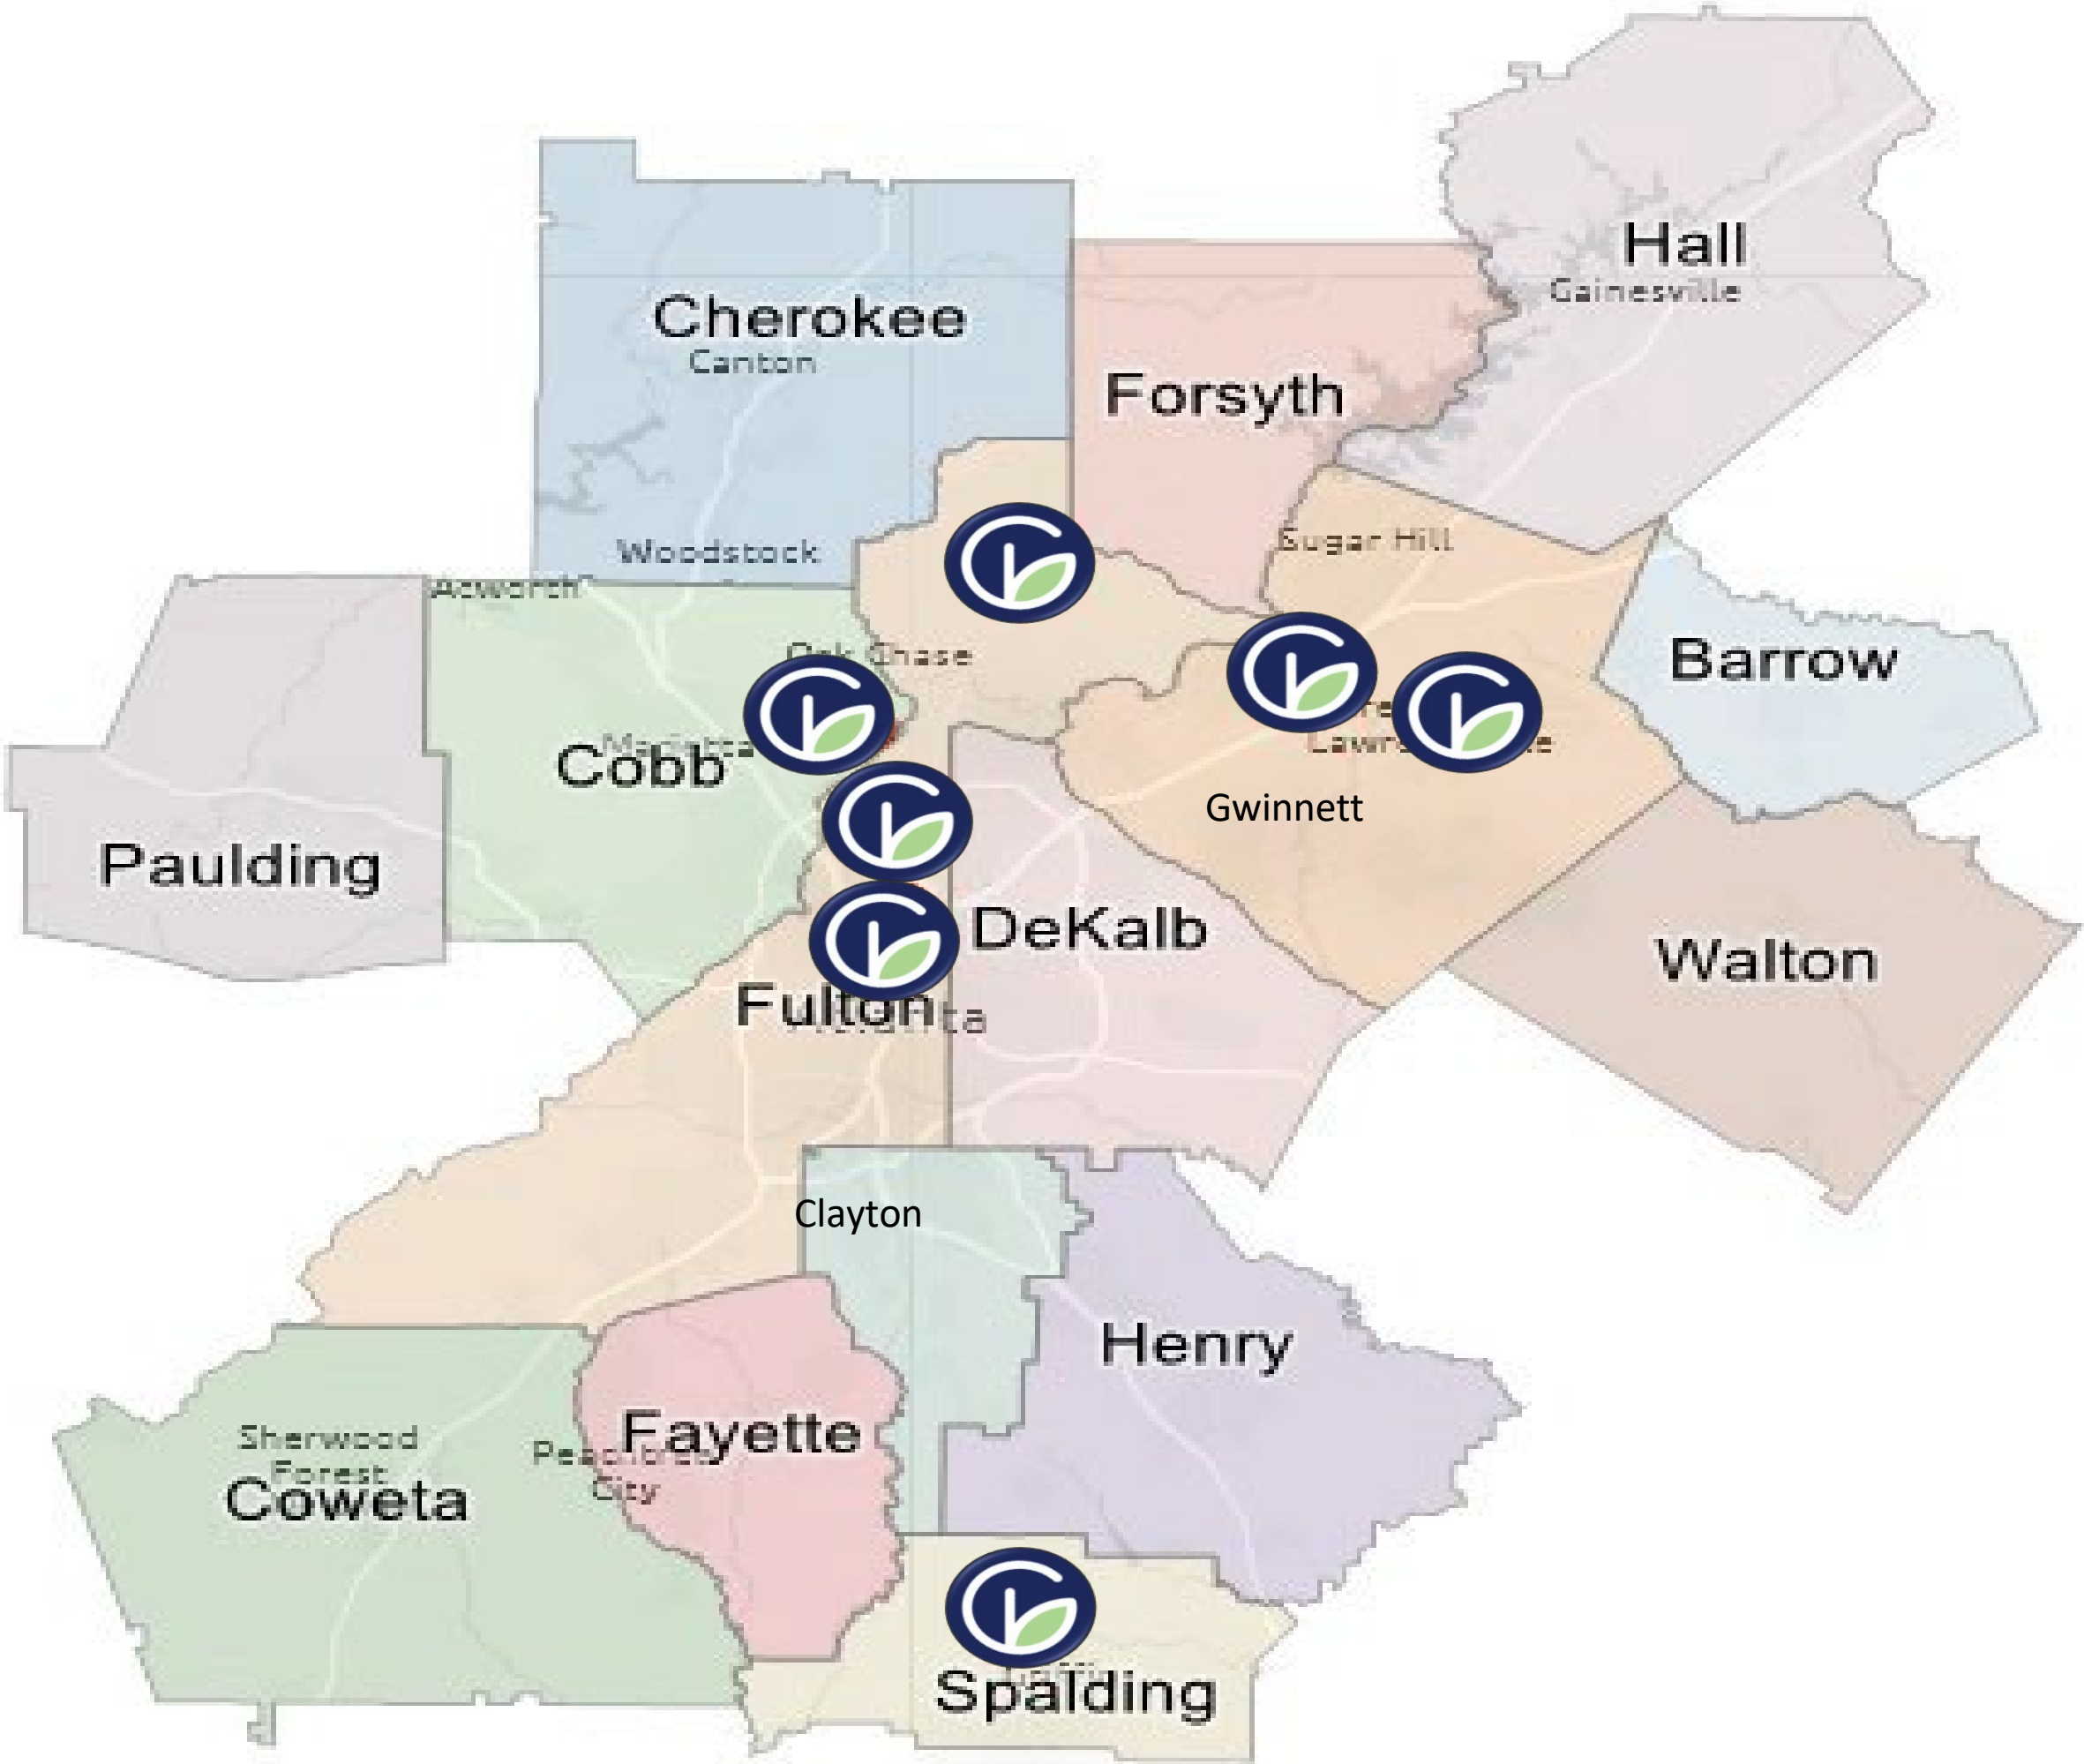 Hall
Gainesville
Cherokee
Canton
Forsyth
Sugar Hill
Woodstock
Acworth
Chase
Barrow
Cobb
Gwinnett
Paulding
DeKalb
Walton
Fulton
Clayton
Henry
Fayette
Sherwood
Forest
City
Coweta
Spalding